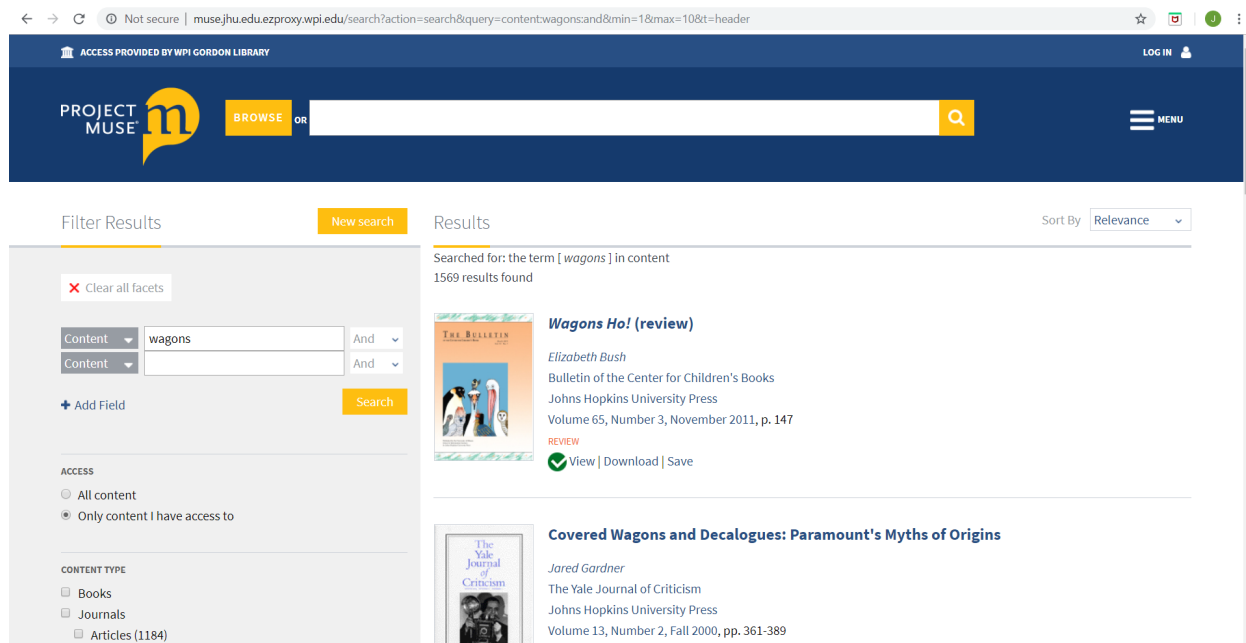 Not secure | muse.jhu.edu.ezproxy.wpi.edu/search?action=search&query=content:wagons:and&min=1&max=10&t=header
J
ACCESS PROVIDED BY WPI GORDON LIBRARY
LOG IN
PROJECT
MUSE®
m
BROWSE OR
MENU
Filter Results
New search
Clear all facets
Content wagons And
Content And
Add Field
Search
ACCESS
All content
Only content I have access to
CONTENT TYPE
Books
Journals
Articles (1184)
Results
Sort By Relevance
Searched for: the term [ wagons ] in content
1569 results found
THE BULLETIN
Wagons Ho! (review)
Elizabeth Bush
Bulletin of the Center for Children's Books
Johns Hopkins University Press
Volume 65, Number 3, November 2011, p. 147
REVIEW
View | Download | Save
The
Yale
Journal
of
Criticism
Covered Wagons and Decalogues: Paramount's Myths of Origins
Jared Gardner
The Yale Journal of Criticism
Johns Hopkins University Press
Volume 13, Number 2, Fall 2000, pp. 361-389